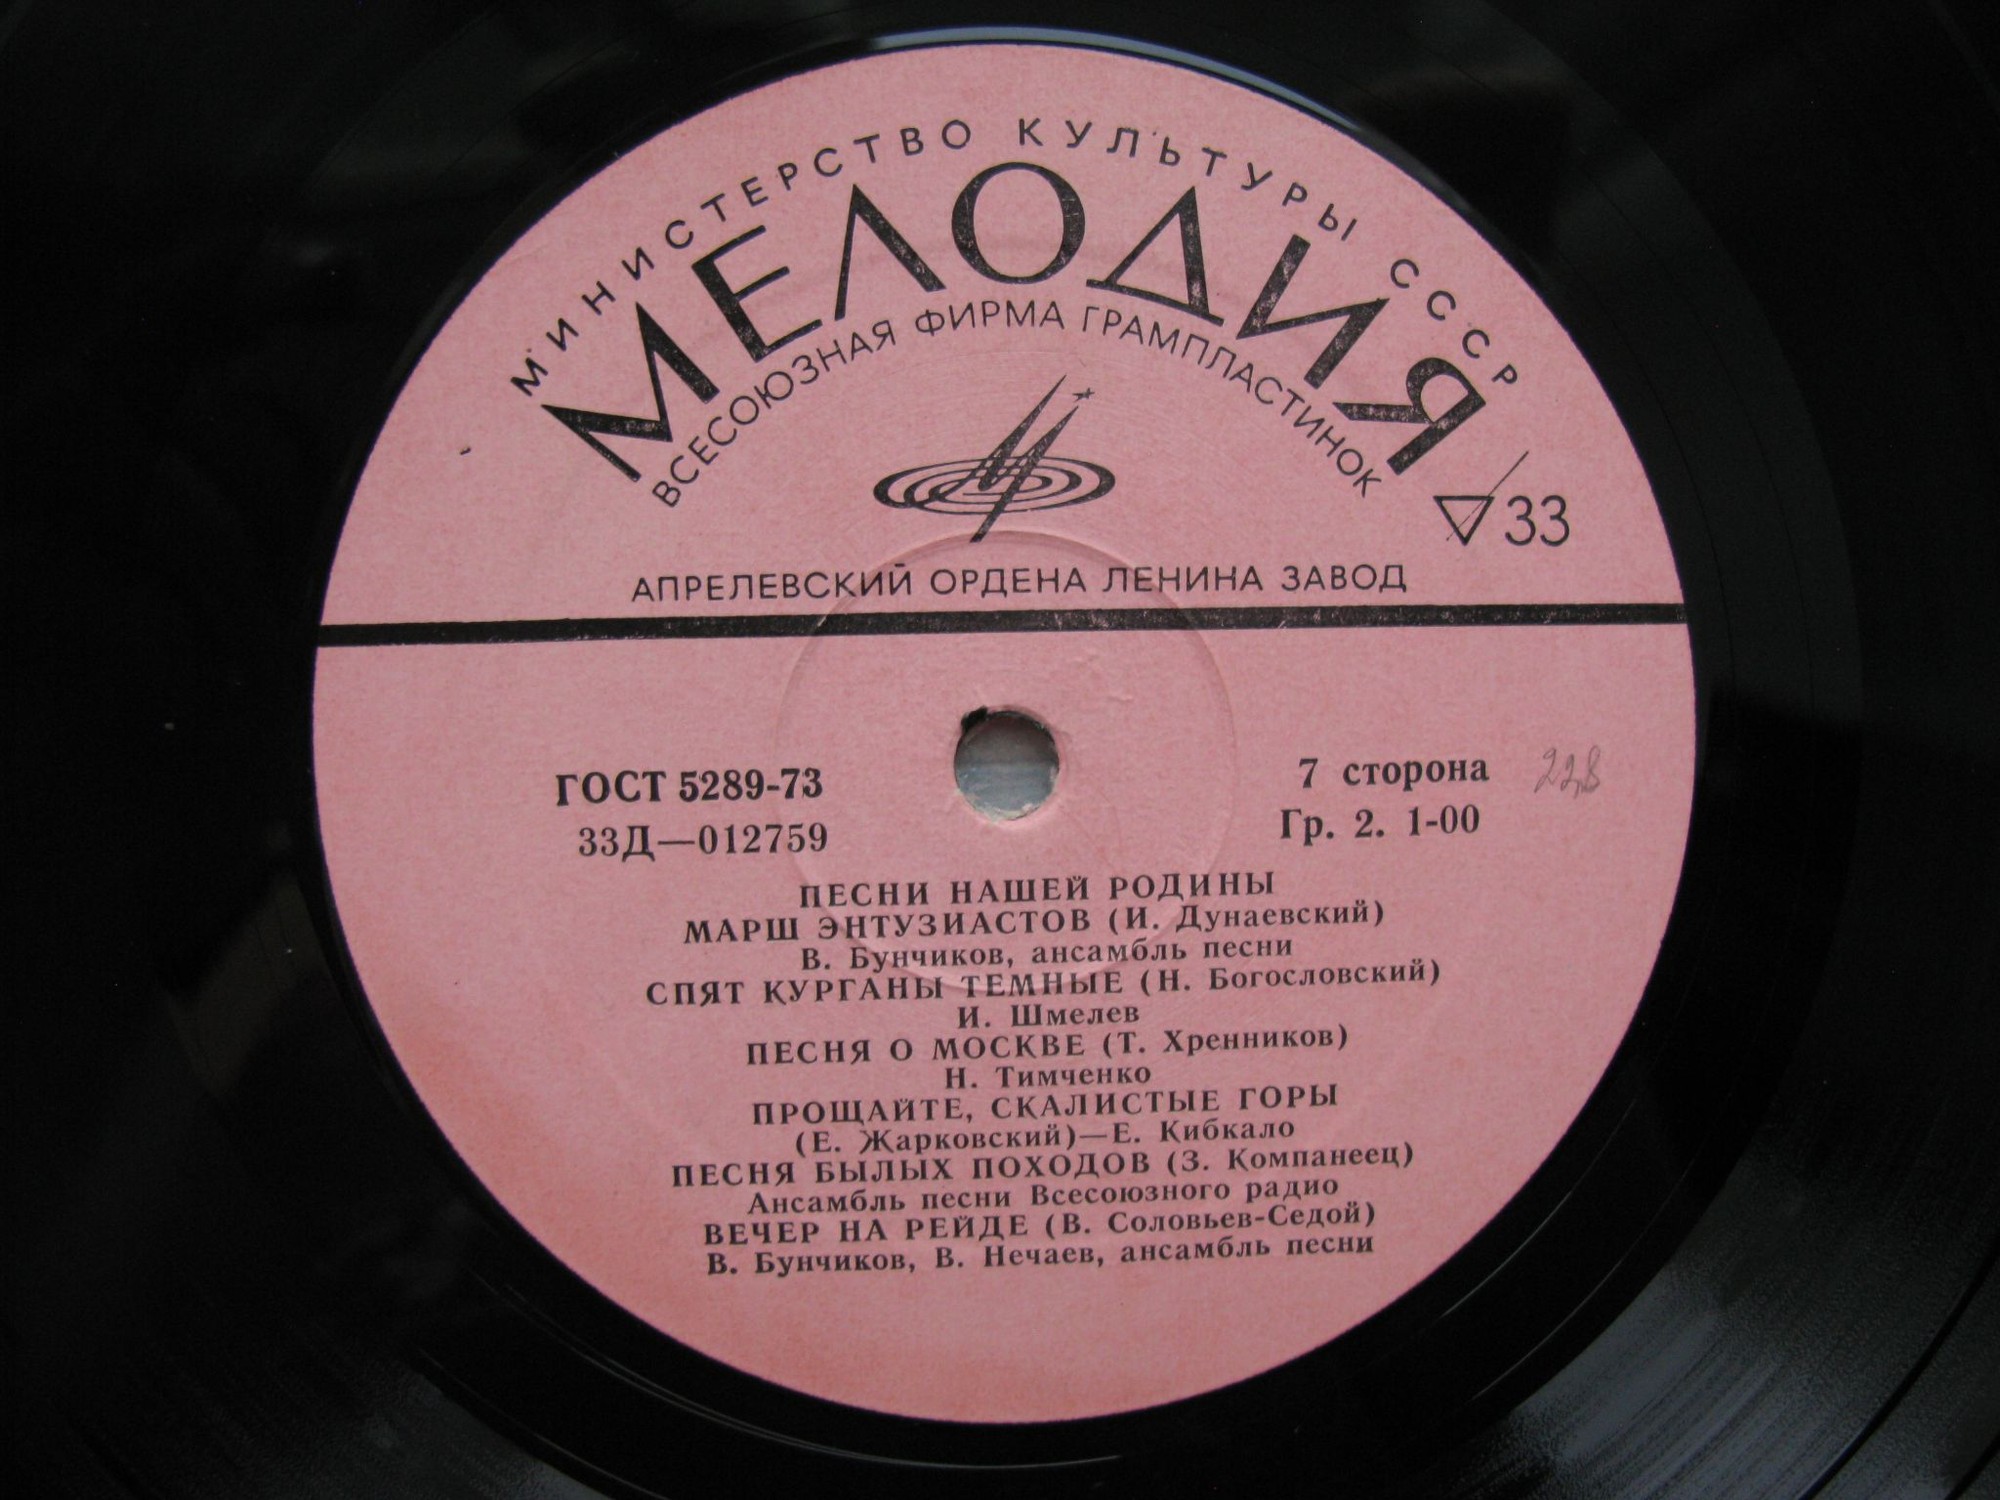 МИНИСТЕРСТВО КУЛЬТУРЫ СССР
МЕЛОДИЯ
ВСЕСОЮЗНАЯ ФИРМА ГРАМПЛАСТИНОК
33
АПРЕЛЕВСКИЙ ОРДЕНА ЛЕНИНА ЗАВОД
ГОСТ 5289-73
33Д—012759
7 сторона
Гр. 2. 1-00
ПЕСНИ НАШЕЙ РОДИНЫ
МАРШ ЭНТУЗИАСТОВ (И. Дунаевский)
В. Бунчиков, ансамбль песни
СПЯТ КУРГАНЫ ТЕМНЫЕ (Н. Богословский)
И. Шмелев
ПЕСНЯ О МОСКВЕ (Т. Хренников)
Н. Тимченко
ПРОЩАЙТЕ, СКАЛИСТЫЕ ГОРЫ
(Е. Жарковский)—Е. Кибкало
ПЕСНЯ БЫЛЫХ ПОХОДОВ (З. Компанеец)
Ансамбль песни Всесоюзного радио
ВЕЧЕР НА РЕЙДЕ (В. Соловьев-Седой)
В. Бунчиков, В. Нечаев, ансамбль песни